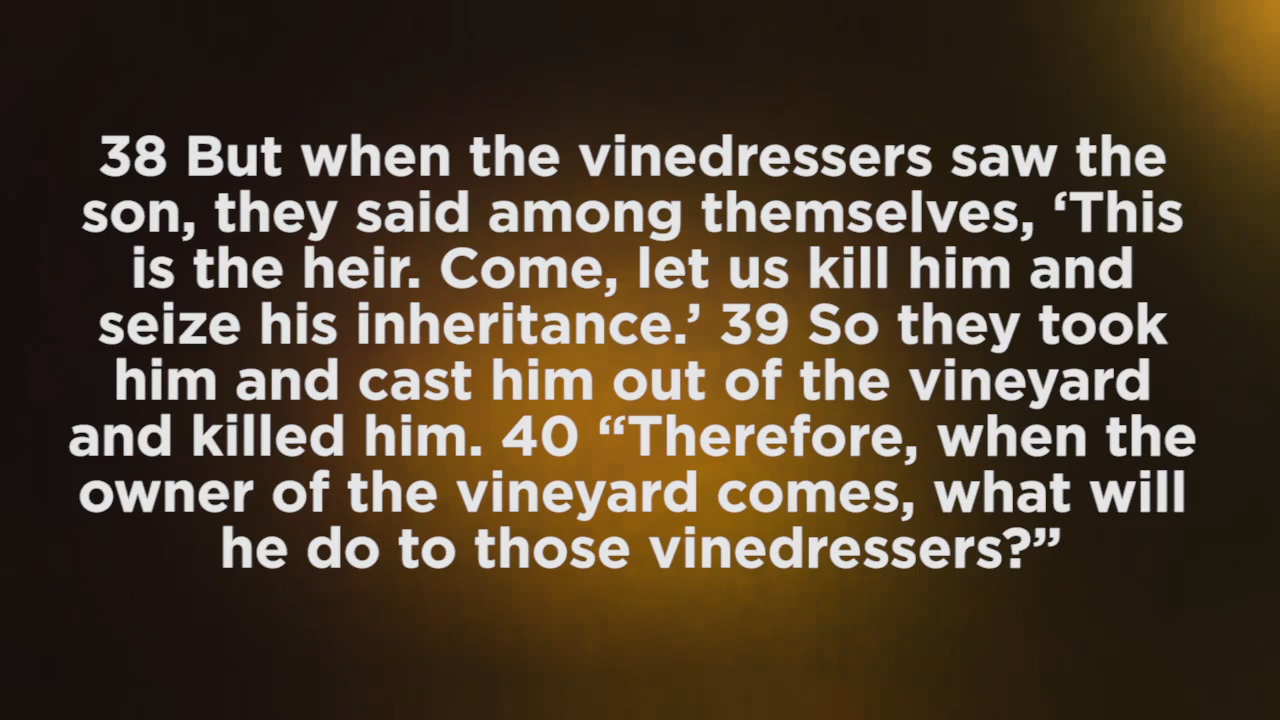 38 But when the vinedressers saw the
son, they said among themselves, ‘This
is the heir. Come, let us kill him and
seize his inheritance.’ 39 So they took
him and cast him out of the vineyard
and killed him. 40 “Therefore, when the
owner of the vineyard comes, what will
he do to those vinedressers?”